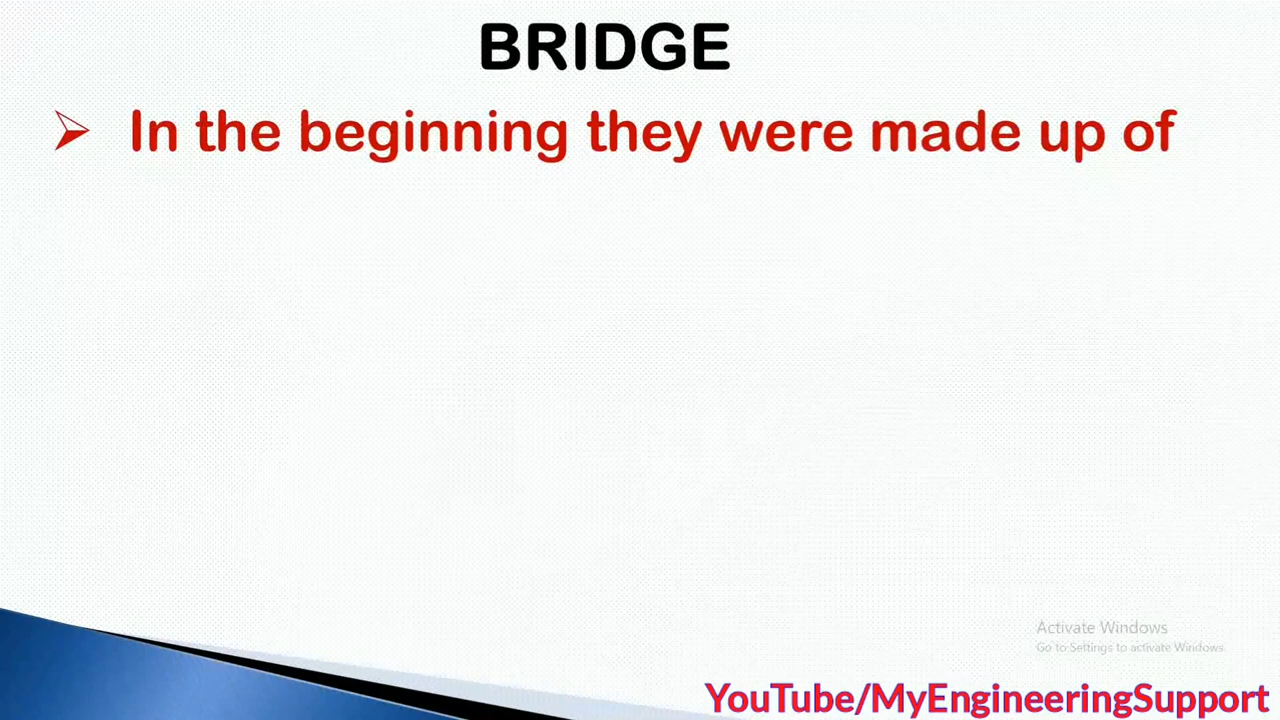 BRIDGE
In the beginning they were made up of
Activate Windows
Go to Settings to activate Windows.
YouTube/MyEngineeringSupport